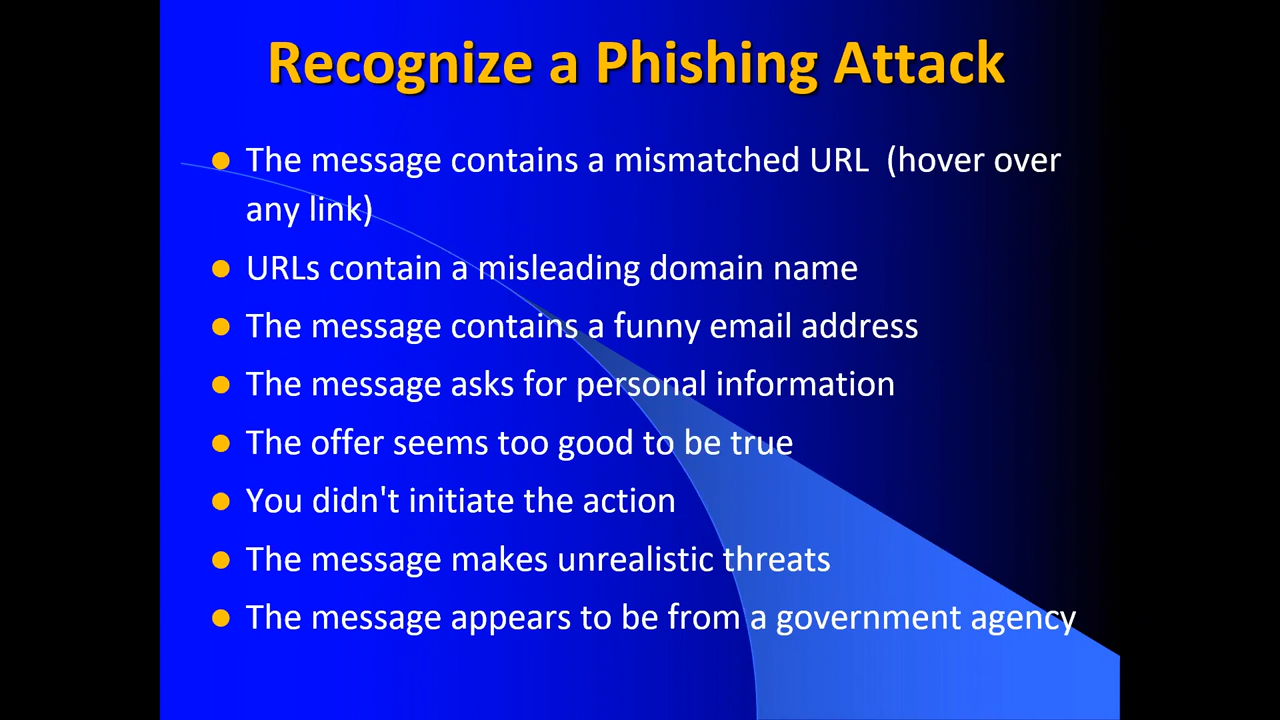 Recognize a Phishing Attack
The message contains a mismatched URL  (hover over
any link)
URLs contain a misleading domain name
The message contains a funny email address
The message asks for personal information
The offer seems too good to be true
You didn't initiate the action
The message makes unrealistic threats
The message appears to be from a government agency